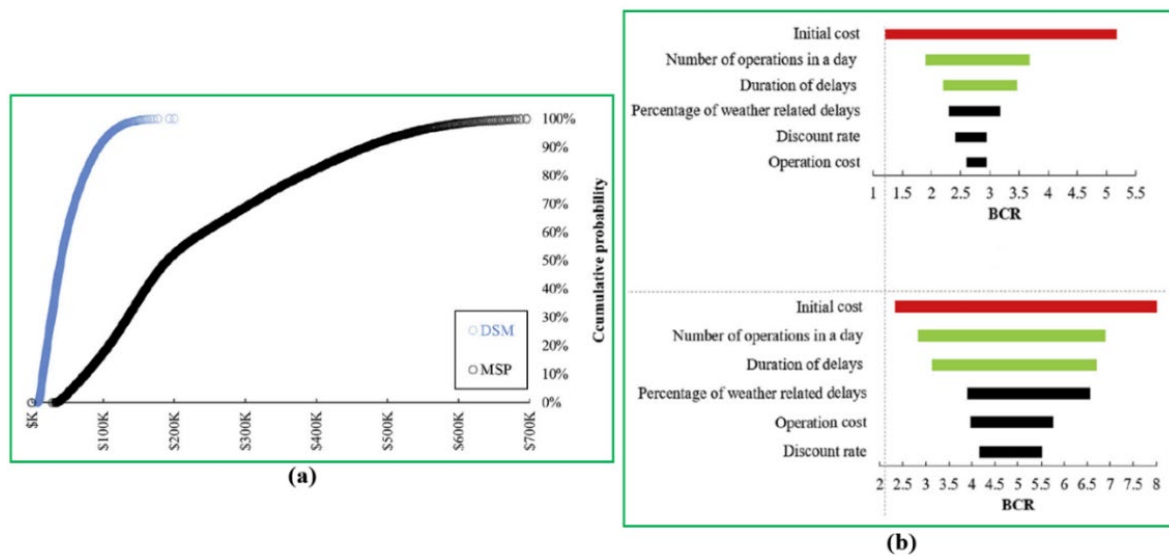 100%
90%
80%
70%
60%
50%
40%
30%
20%
10%
0%
Ccumulative probability
DSM
MSP
$K
$100K
$200K
$300K
$400K
$500K
$600K
$700K
(a)
Initial cost
Number of operations in a day
Duration of delays
Percentage of weather related delays
Discount rate
Operation cost
1 1.5 2 2.5 3 3.5 4 4.5 5 5.5
BCR
Initial cost
Number of operations in a day
Duration of delays
Percentage of weather related delays
Operation cost
Discount rate
2 2.5 3 3.5 4 4.5 5 5.5 6 6.5 7 7.5 8
BCR
(b)